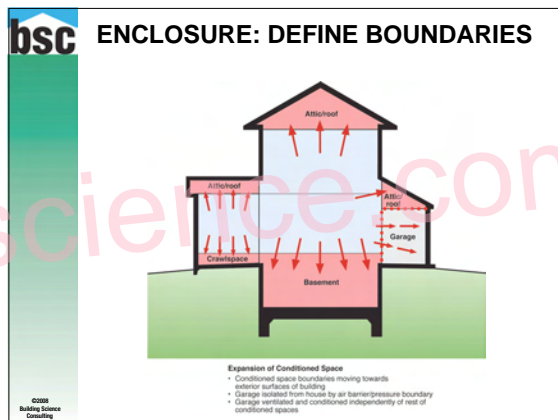 bsc
ENCLOSURE: DEFINE BOUNDARIES
Attic/roof
Attic/roof
Attic/
roof
Garage
Crawlspace
Basement
science.com
Expansion of Conditioned Space
• Conditioned space boundaries moving towards
exterior surfaces of building
• Garage isolated from house by air barrier/pressure boundary
• Garage ventilated and conditioned independently of rest of
conditioned spaces
©2008
Building Science
Consulting